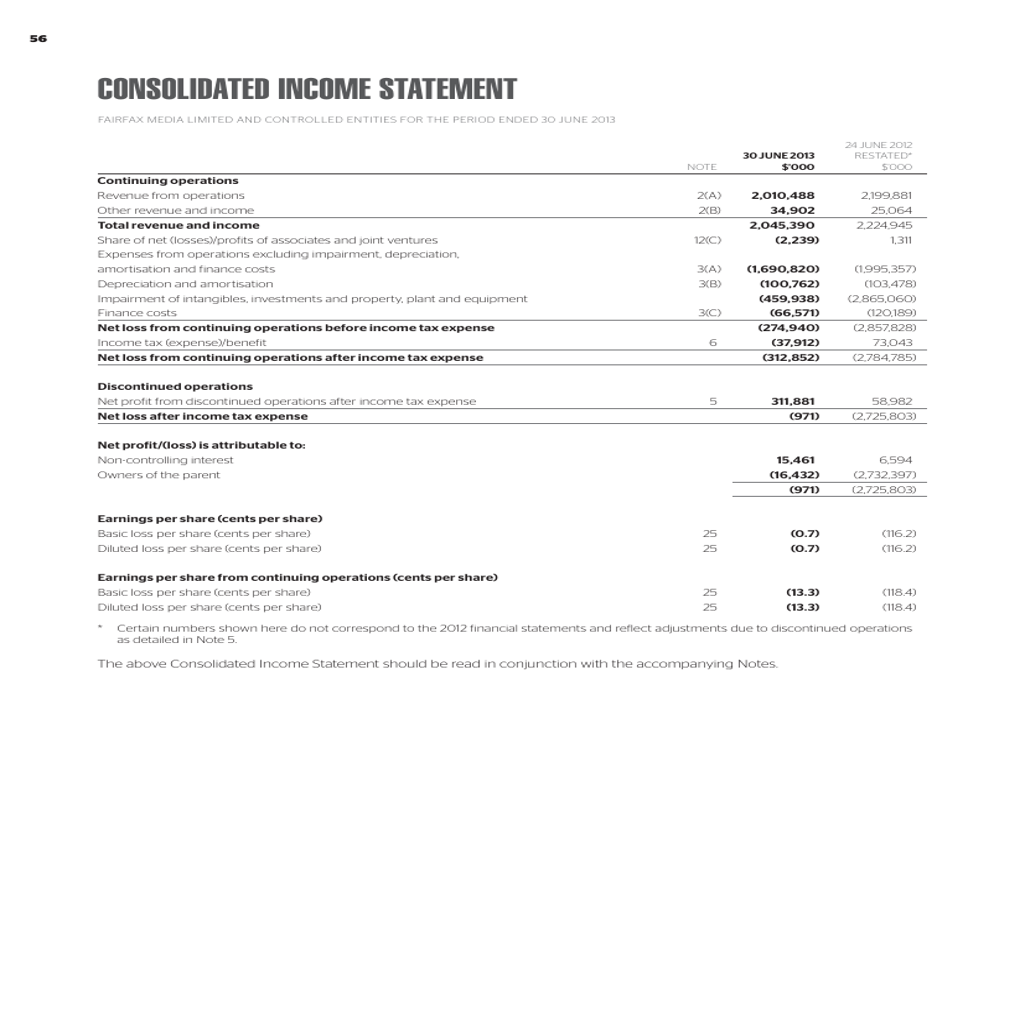 56
CONSOLIDATED INCOME STATEMENT
FAIRFAX MEDIA LIMITED AND CONTROLLED ENTITIES FOR THE PERIOD ENDED 30 JUNE 2013
24 JUNE 2012
30 JUNE 2013 RESTATED*
NOTE $'000 $'000
Continuing operations
Revenue from operations 2(A) 2,010,488 2,199,881
Other revenue and income 2(B) 34,902 25,064
Total revenue and income 2,045,390 2,224,945
Share of net (losses)/profits of associates and joint ventures 12(C) (2,239) 1,311
Expenses from operations excluding impairment, depreciation,
amortisation and finance costs 3(A) (1,690,820) (1,995,357)
Depreciation and amortisation 3(B) (100,762) (103,478)
Impairment of intangibles, investments and property, plant and equipment (459,938) (2,865,060)
Finance costs 3(C) (66,571) (120,189)
Net loss from continuing operations before income tax expense (274,940) (2,857,828)
Income tax (expense)/benefit 6 (37,912) 73,043
Net loss from continuing operations after income tax expense (312,852) (2,784,785)
Discontinued operations
Net profit from discontinued operations after income tax expense 5 311,881 58,982
Net loss after income tax expense (971) (2,725,803)
Net profit/(loss) is attributable to:
Non-controlling interest 15,461 6,594
Owners of the parent (16,432) (2,732,397)
(971) (2,725,803)
Earnings per share (cents per share)
Basic loss per share (cents per share) 25 (0.7) (116.2)
Diluted loss per share (cents per share) 25 (0.7) (116.2)
Earnings per share from continuing operations (cents per share)
Basic loss per share (cents per share) 25 (13.3) (118.4)
Diluted loss per share (cents per share) 25 (13.3) (118.4)
* Certain numbers shown here do not correspond to the 2012 financial statements and reflect adjustments due to discontinued operations
as detailed in Note 5.
The above Consolidated Income Statement should be read in conjunction with the accompanying Notes.